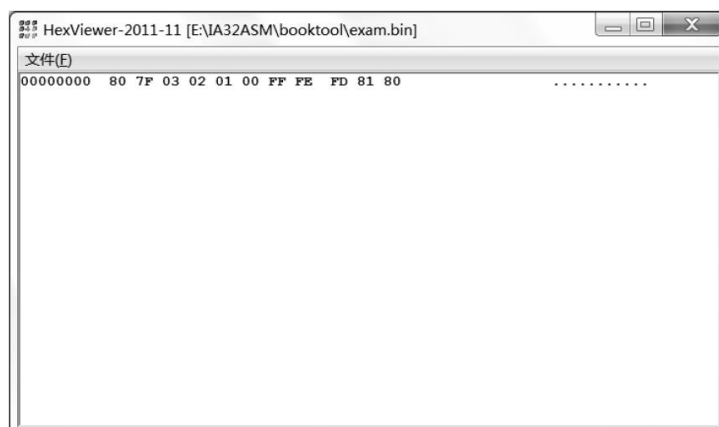 HexViewer-2011-11 [E:\IA32ASM\booktool\exam.bin]
文件(F)
00000000 80 7F 03 02 01 00 FF FE FD 81 80 ...........